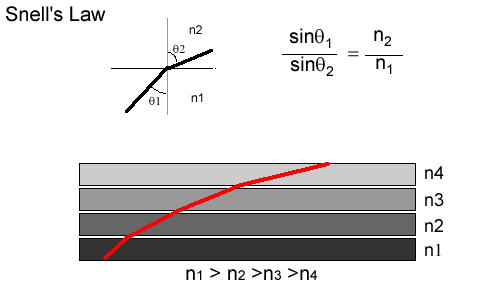 Snell's Law
n2
θ2
θ1
n1
sinθ1 / sinθ2 = n2 / n1
n4
n3
n2
n1
n1 > n2 >n3 >n4